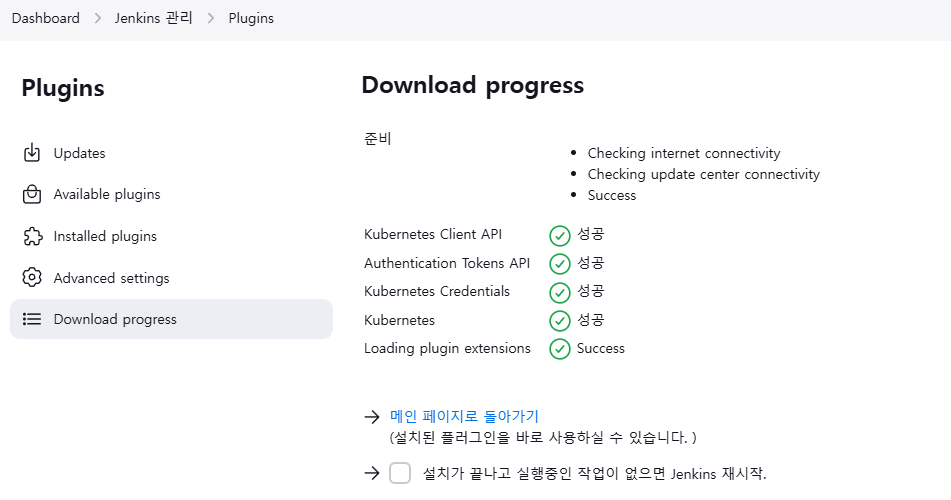 Dashboard > Jenkins 관리 > Plugins
Plugins
Updates
Available plugins
Installed plugins
Advanced settings
Download progress
Download progress
준비
• Checking internet connectivity
• Checking update center connectivity
• Success
Kubernetes Client API 성공
Authentication Tokens API 성공
Kubernetes Credentials 성공
Kubernetes 성공
Loading plugin extensions Success
→ 메인 페이지로 돌아가기
(설치된 플러그인을 바로 사용하실 수 있습니다. )
→ 설치가 끝나고 실행중인 작업이 없으면 Jenkins 재시작.